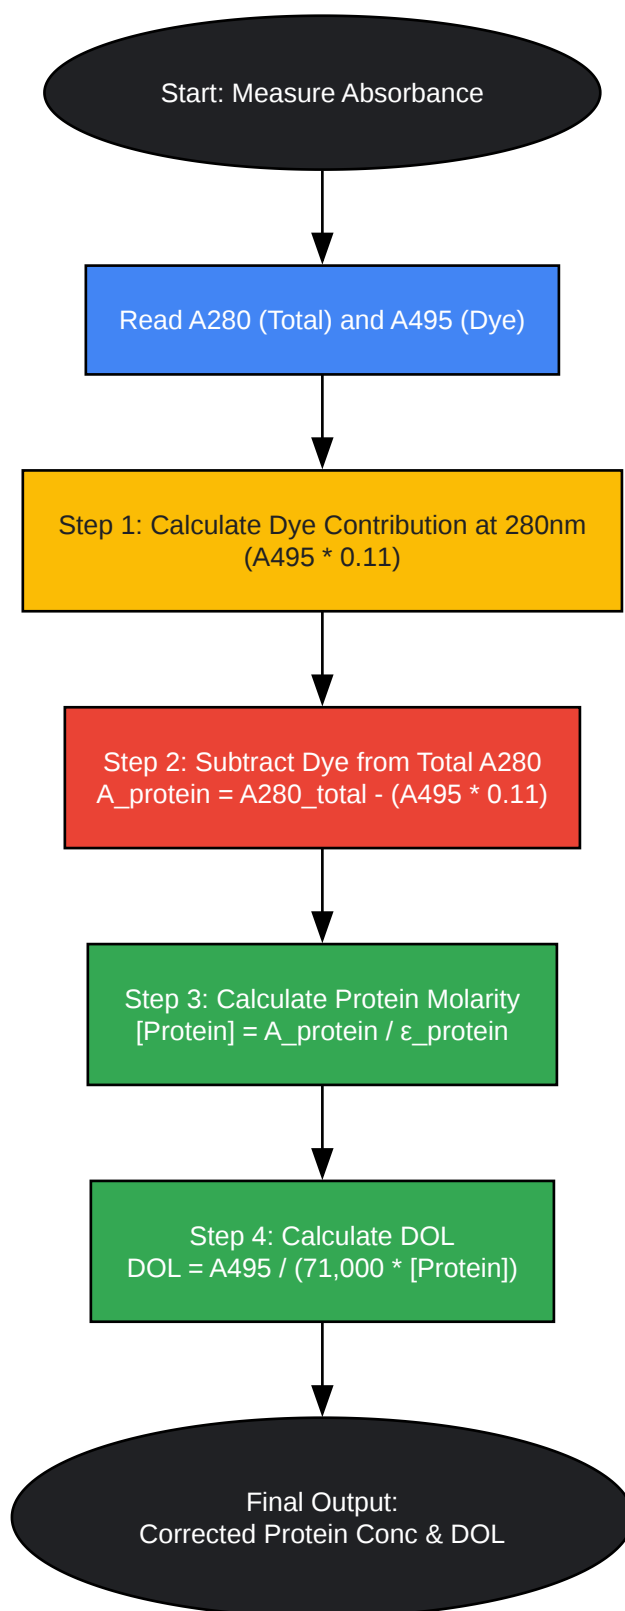 Start: Measure Absorbance
Read A280 (Total) and A495 (Dye)
Step 1: Calculate Dye Contribution at 280nm
(A495 * 0.11)
Step 2: Subtract Dye from Total A280
A_protein = A280_total - (A495 * 0.11)
Step 3: Calculate Protein Molarity
[Protein] = A_protein / ε_protein
Step 4: Calculate DOL
DOL = A495 / (71,000 * [Protein])
Final Output:
Corrected Protein Conc & DOL